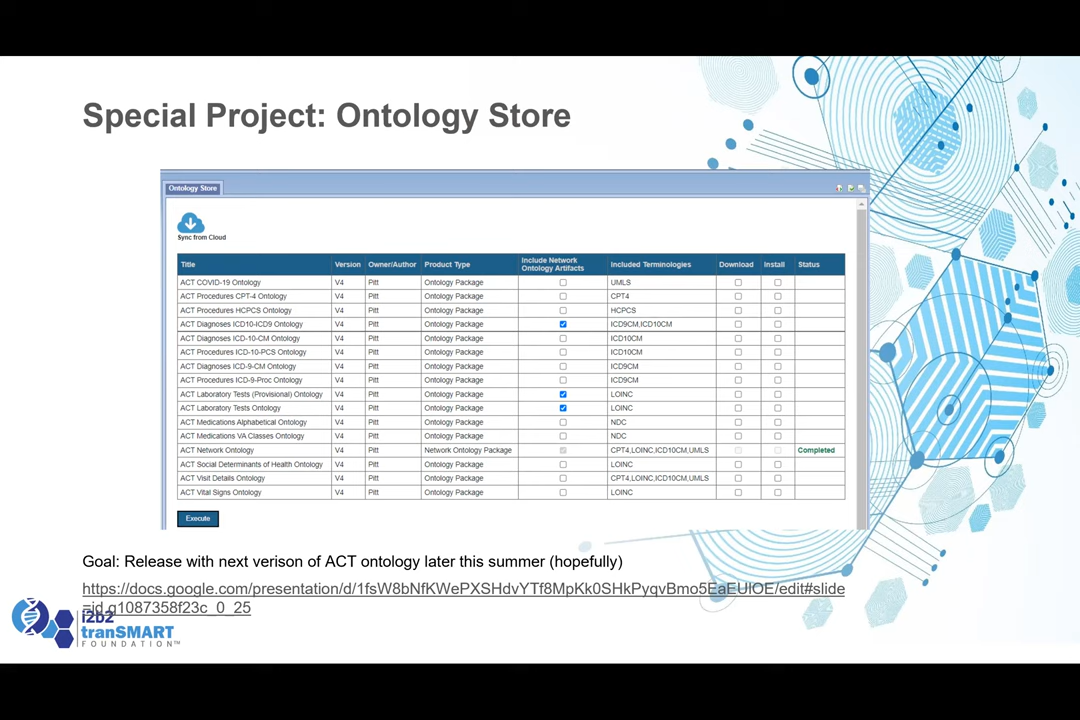 Special Project: Ontology Store
Ontology Store
Sync from Cloud
Title Version Owner/Author Product Type Include Network Ontology Artifacts Included Terminologies Download Install Status
ACT COVID-19 Ontology V4 Pitt Ontology Package UMLS
ACT Procedures CPT-4 Ontology V4 Pitt Ontology Package CPT4
ACT Procedures HCPCS Ontology V4 Pitt Ontology Package HCPCS
ACT Diagnoses ICD10-ICD9 Ontology V4 Pitt Ontology Package ICD9CM,ICD10CM
ACT Diagnoses ICD-10-CM Ontology V4 Pitt Ontology Package ICD10CM
ACT Procedures ICD-10-PCS Ontology V4 Pitt Ontology Package ICD10CM
ACT Diagnoses ICD-9-CM Ontology V4 Pitt Ontology Package ICD9CM
ACT Procedures ICD-9-Proc Ontology V4 Pitt Ontology Package ICD9CM
ACT Laboratory Tests (Provisional) Ontology V4 Pitt Ontology Package LOINC
ACT Laboratory Tests Ontology V4 Pitt Ontology Package LOINC
ACT Medications Alphabetical Ontology V4 Pitt Ontology Package NDC
ACT Medications VA Classes Ontology V4 Pitt Ontology Package NDC
ACT Network Ontology V4 Pitt Network Ontology Package CPT4,LOINC,ICD10CM,UMLS Completed
ACT Social Determinants of Health Ontology V4 Pitt Ontology Package LOINC
ACT Visit Details Ontology V4 Pitt Ontology Package CPT4,LOINC,ICD10CM,UMLS
ACT Vital Signs Ontology V4 Pitt Ontology Package LOINC
Execute
Goal: Release with next verison of ACT ontology later this summer (hopefully)
https://docs.google.com/presentation/d/1fsW8bNfKWePXSHdvYTf8MpKk0SHkPyqvBmo5EaEUlOE/edit#slide
=id.g1087358f23c_0_25
i2b2
tranSMART
FOUNDATION™